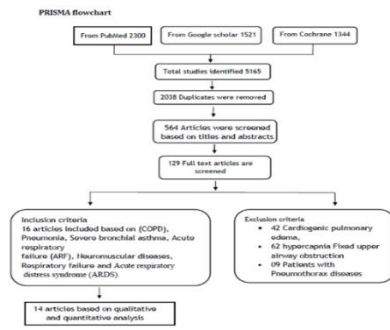 PRISMA flowchart
From PubMed 2300
From Google scholar 1521
From Cochrane 1344
Total studies identified 5165
2038 Duplicates were removed
564 Articles were screened
based on titles and abstracts
129 Full text articles are
screened
Inclusion criteria
16 articles included based on (COPD),
Pneumonia, Severe bronchial asthma, Acute
respiratory
failure (ARF), Neuromuscular diseases,
Respiratory failure and Acute respiratory
distress syndrome (ARDS)
Exclusion criteria
• 42 Cardiogenic pulmonary
edema,
• 62 hypercapnia Fixed upper
airway obstruction
• 09 Patients with
Pneumothorax diseases
14 articles based on qualitative
and quantitative analysis